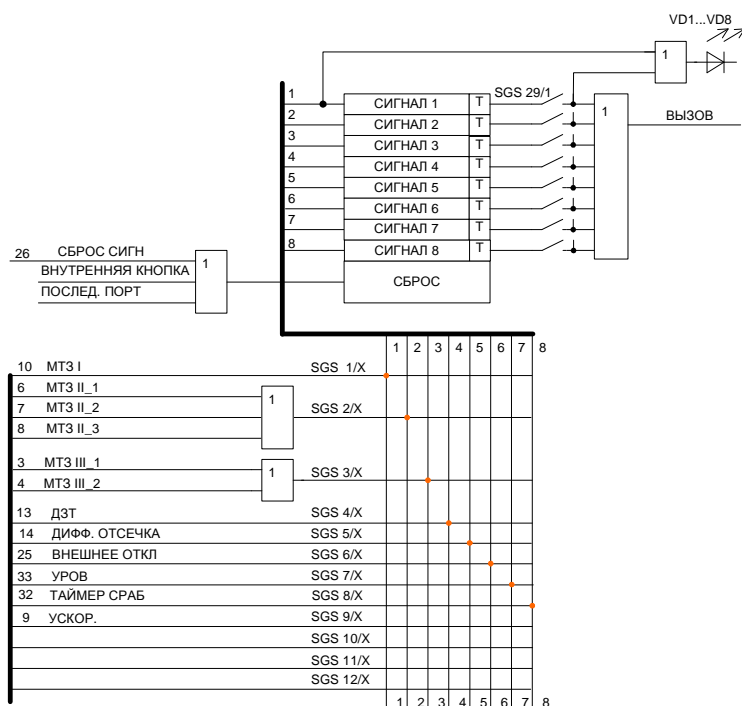 VD1...VD8
1
1 СИГНАЛ 1 Т SGS 29/1
2 СИГНАЛ 2 Т 1 ВЫЗОВ
3 СИГНАЛ 3 Т
4 СИГНАЛ 4 Т
5 СИГНАЛ 5 Т
6 СИГНАЛ 6 Т
7 СИГНАЛ 7 Т
8 СИГНАЛ 8 Т
СБРОС
26 СБРОС СИГН 1
ВНУТРЕННЯЯ КНОПКА
ПОСЛЕД. ПОРТ
1 2 3 4 5 6 7 8
10 МТЗ I SGS 1/X
6 МТЗ II_1 1
7 МТЗ II_2 SGS 2/X
8 МТЗ II_3
3 МТЗ III_1 1 SGS 3/X
4 МТЗ III_2
13 ДЗТ SGS 4/X
14 ДИФФ. ОТСЕЧКА SGS 5/X
25 ВНЕШНЕЕ ОТКЛ SGS 6/X
33 УРОВ SGS 7/X
32 ТАЙМЕР СРАБ SGS 8/X
9 УСКОР. SGS 9/X
SGS 10/X
SGS 11/X
SGS 12/X
1 2 3 4 5 6 7 8